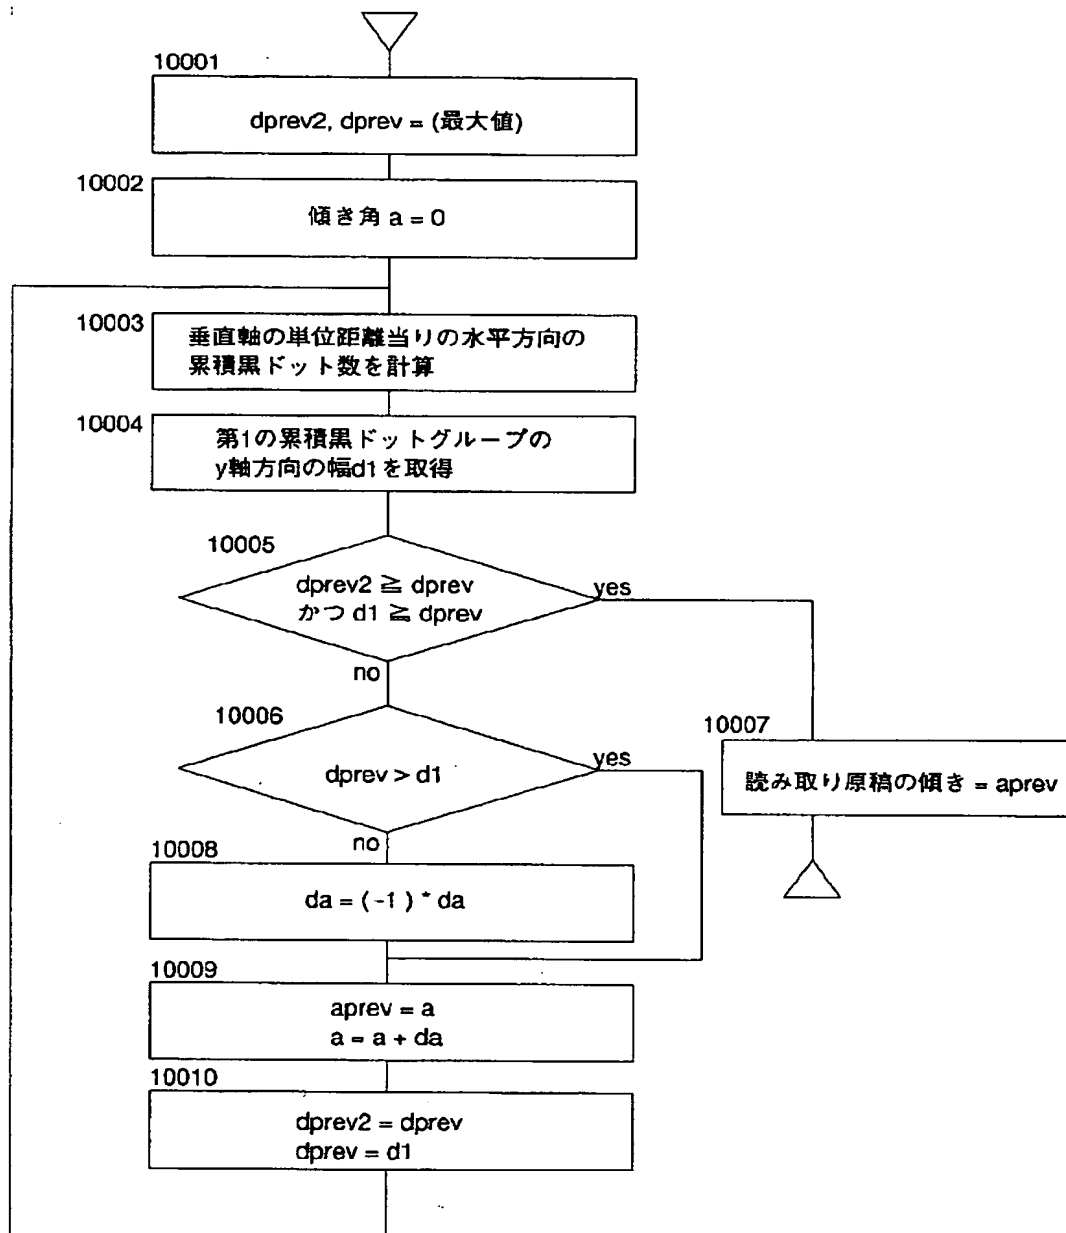 10001
dprev2, dprev = (最大値)
10002
傾き角 a = 0
10003
垂直軸の単位距離当りの水平方向の
累積黒ドット数を計算
10004
第1の累積黒ドットグループの
y軸方向の幅d1を取得
10005
dprev2 ≧ dprev
かつ d1 ≧ dprev
yes
no
10006
dprev > d1
yes
no
10007
読み取り原稿の傾き = aprev
10008
da = ( -1 ) * da
10009
aprev = a
a = a + da
10010
dprev2 = dprev
dprev = d1